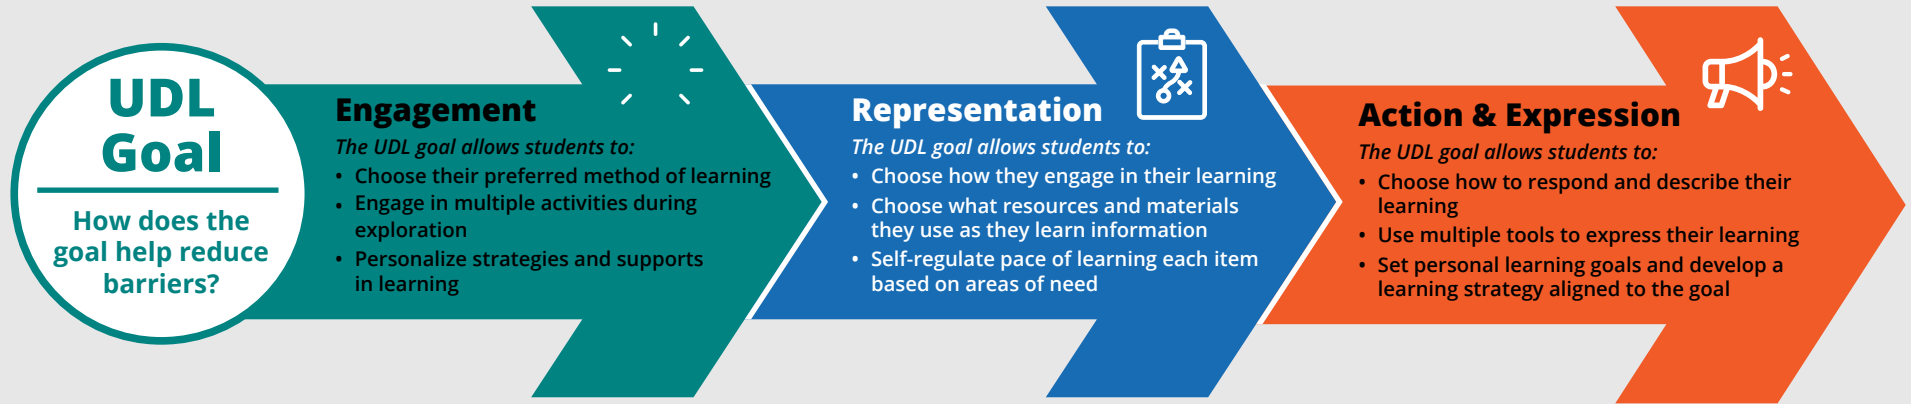 UDL
Goal
How does the
goal help reduce
barriers?
Engagement
The UDL goal allows students to:
• Choose their preferred method of learning
• Engage in multiple activities during
exploration
• Personalize strategies and supports
in learning
Representation
The UDL goal allows students to:
• Choose how they engage in their learning
• Choose what resources and materials
they use as they learn information
• Self-regulate pace of learning each item
based on areas of need
Action & Expression
The UDL goal allows students to:
• Choose how to respond and describe their
learning
• Use multiple tools to express their learning
• Set personal learning goals and develop a
learning strategy aligned to the goal